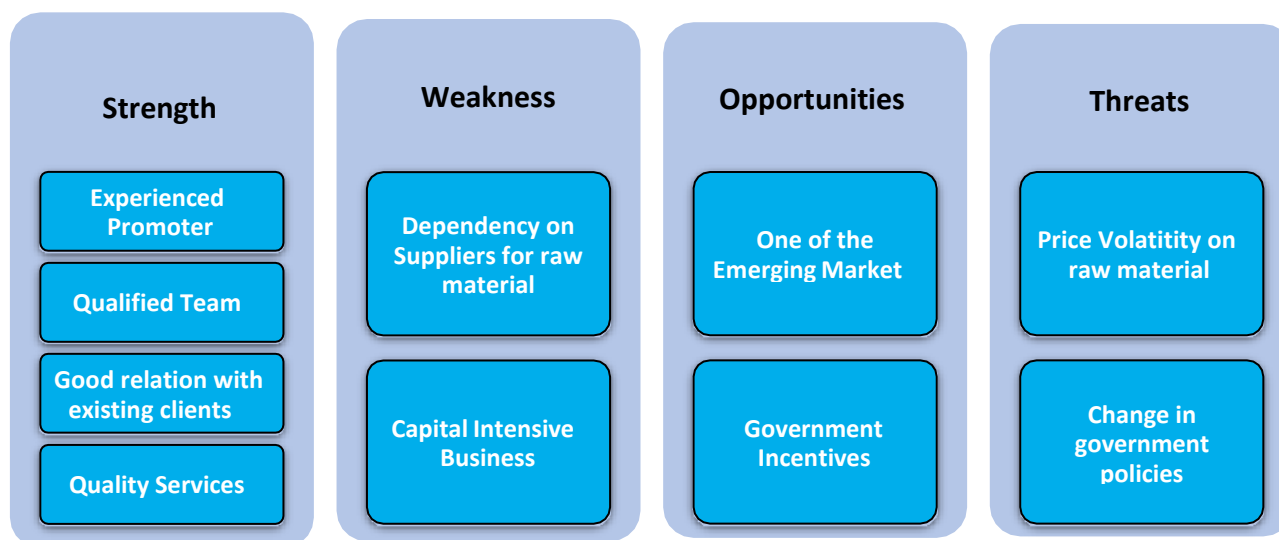 Strength
Experienced
Promoter
Qualified Team
Good relation with
existing clients
Quality Services
Weakness
Dependency on
Suppliers for raw
material
Capital Intensive
Business
Opportunities
One of the
Emerging Market
Government
Incentives
Threats
Price Volatitity on
raw material
Change in
government
policies